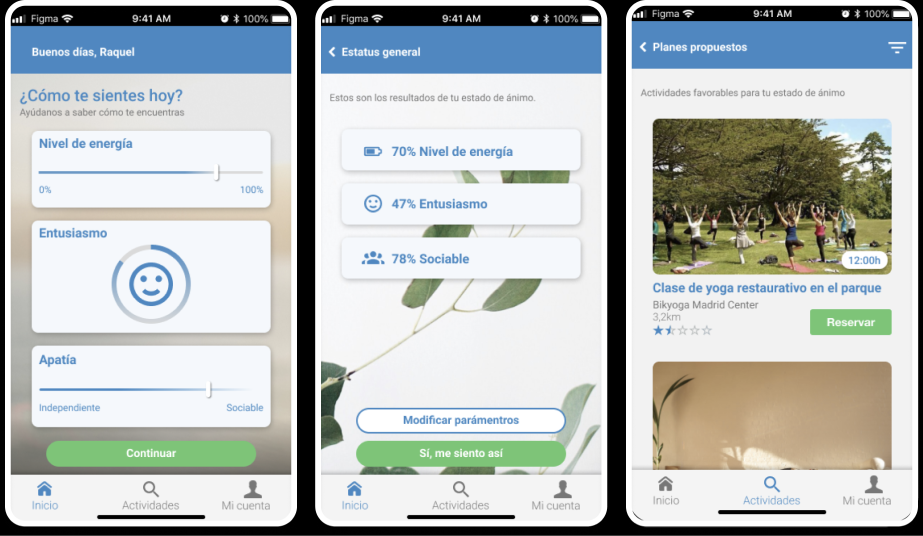 Figma 9:41 AM 100%
Buenos días, Raquel
¿Cómo te sientes hoy?
Ayúdanos a saber cómo te encuentras
Nivel de energía
0% 100%
Entusiasmo
Apatía
Independiente Sociable
Continuar
Inicio Actividades Mi cuenta
Figma 9:41 AM 100%
Estatus general
Estos son los resultados de tu estado de ánimo.
70% Nivel de energía
47% Entusiasmo
78% Sociable
Modificar parámentros
Sí, me siento así
Inicio Actividades Mi cuenta
Figma 9:41 AM 100%
Planes propuestos
Actividades favorables para tu estado de ánimo
12:00h
Clase de yoga restaurativo en el parque
Bikyoga Madrid Center
3,2km
Reservar
Inicio Actividades Mi cuenta